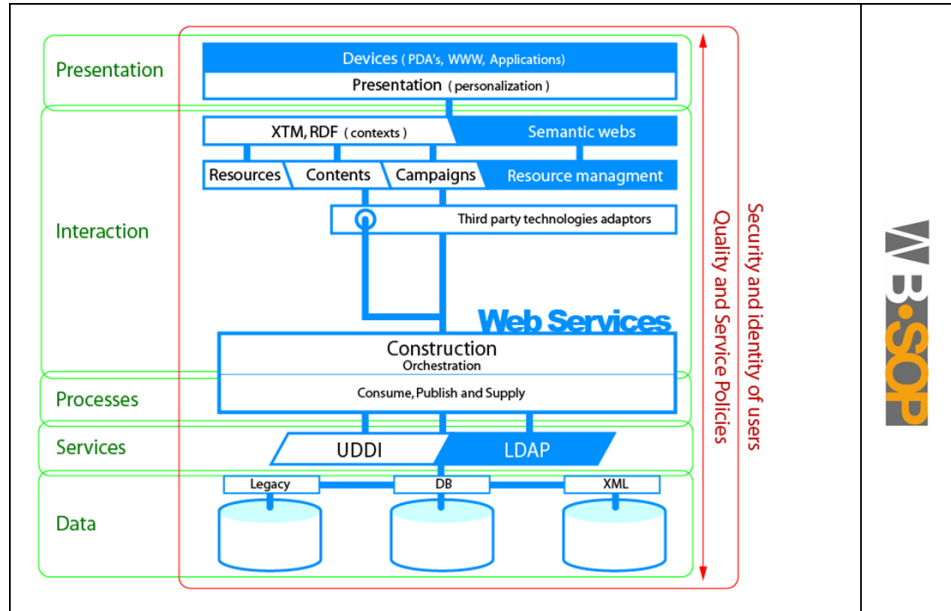 Presentation
Devices ( PDA's, WWW, Applications)
Presentation ( personalization )
Interaction
XTM, RDF ( contexts )
Semantic webs
Resources
Contents
Campaigns
Resource managment
Third party technologies adaptors
Web Services
Construction
Orchestration
Processes
Consume, Publish and Supply
Services
UDDI
LDAP
Data
Legacy
DB
XML
Quality and Service Policies
Security and identity of users
WB·SOP